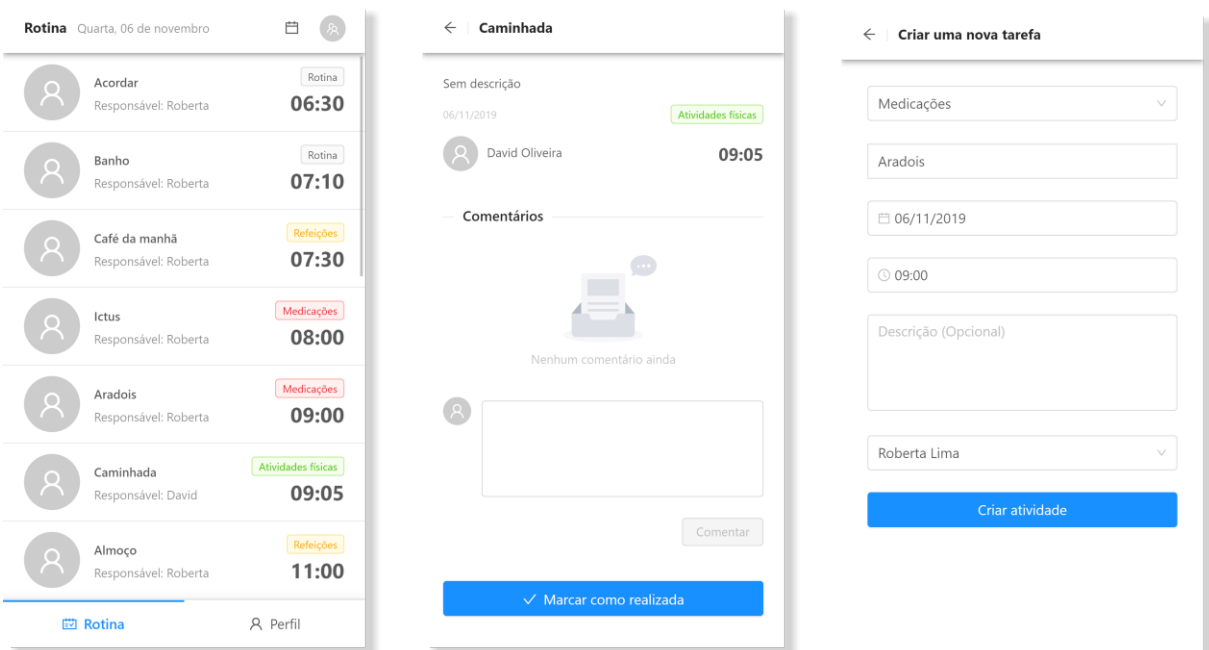 Rotina Quarta, 06 de novembro
Acordar
Rotina
Responsável: Roberta
06:30
Banho
Rotina
Responsável: Roberta
07:10
Café da manhã
Refeições
Responsável: Roberta
07:30
Ictus
Medicações
Responsável: Roberta
08:00
Aradois
Medicações
Responsável: Roberta
09:00
Caminhada
Atividades físicas
Responsável: David
09:05
Almoço
Refeições
Responsável: Roberta
11:00
Rotina
Perfil
Caminhada
Sem descrição
06/11/2019
Atividades físicas
David Oliveira
09:05
Comentários
Nenhum comentário ainda
Comentar
Marcar como realizada
Criar uma nova tarefa
Medicações
Aradois
06/11/2019
09:00
Descrição (Opcional)
Roberta Lima
Criar atividade